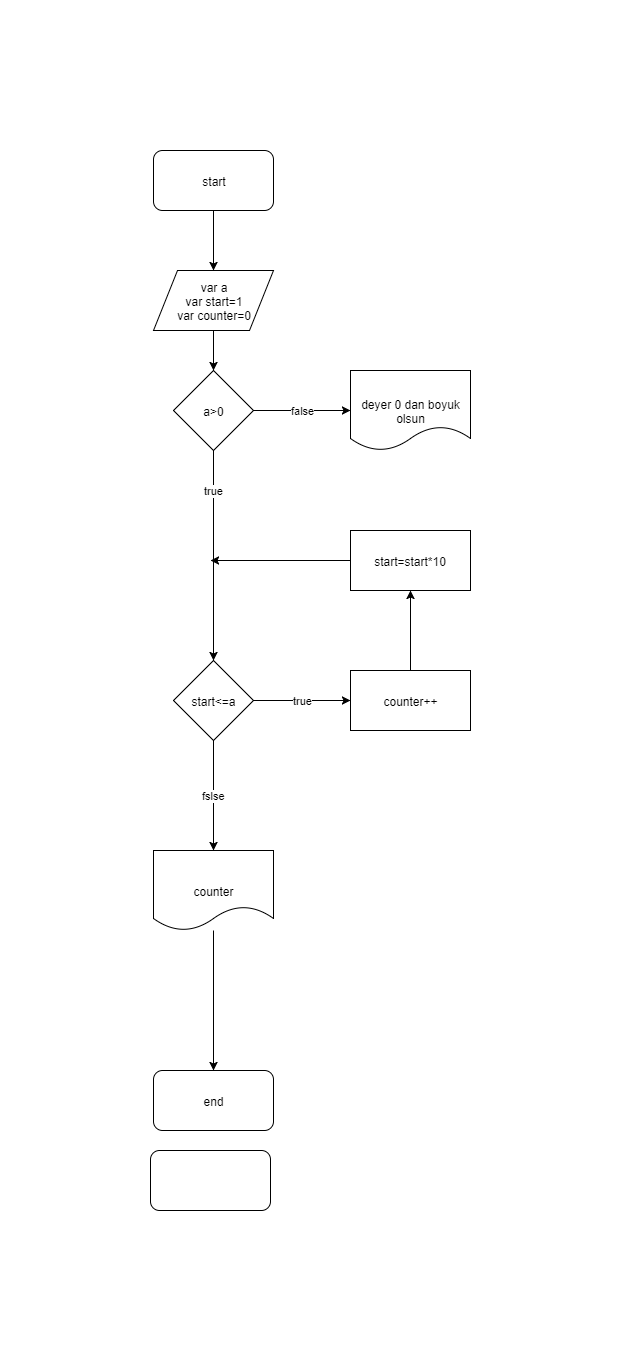 start
var a
var start=1
var counter=0
a>0
false
deyer 0 dan boyuk
olsun
true
start=start*10
start<=a
true
counter++
fslse
counter
end